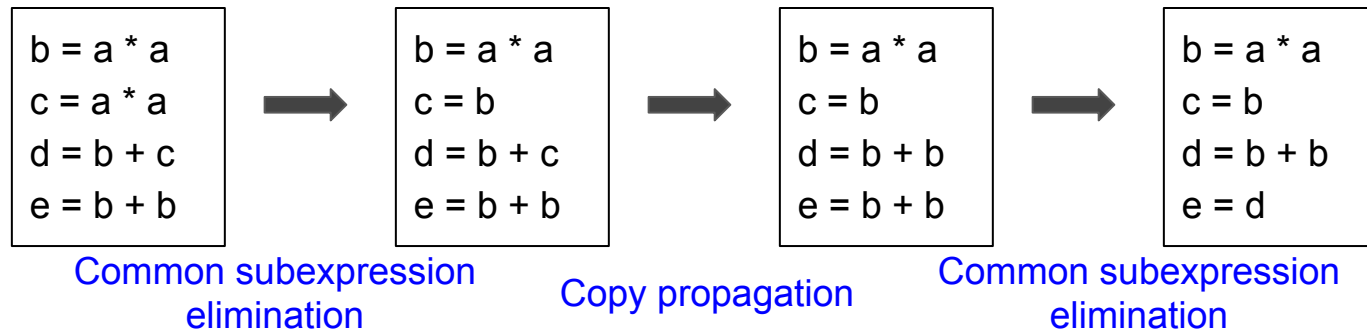 b = a * a
c = a * a
d = b + c
e = b + b
b = a * a
c = b
d = b + c
e = b + b
b = a * a
c = b
d = b + b
e = b + b
b = a * a
c = b
d = b + b
e = d
Common subexpression
elimination
Copy propagation
Common subexpression
elimination